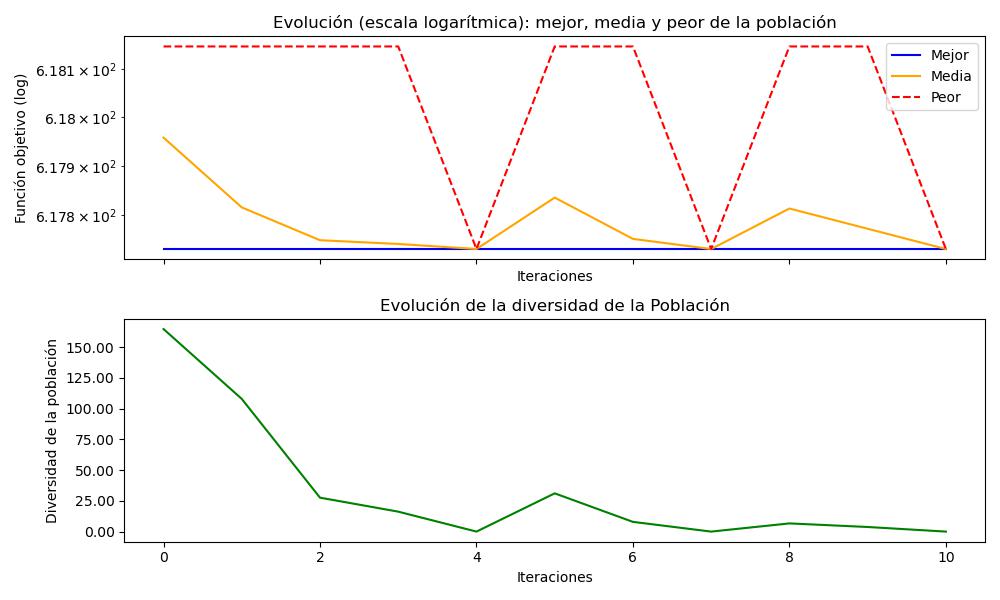 Evolución (escala logarítmica): mejor, media y peor de la población
Función objetivo (log)
6.181 × 10²
6.18 × 10²
6.179 × 10²
6.178 × 10²
Mejor
Media
Peor
Iteraciones
Evolución de la diversidad de la Población
Diversidad de la población
150.00
125.00
100.00
75.00
50.00
25.00
0.00
0 2 4 6 8 10
Iteraciones